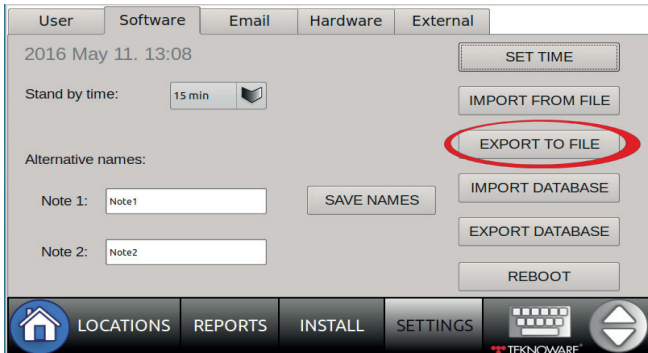 User Software Email Hardware External
2016 May 11. 13:08
SET TIME
Stand by time: 15 min
IMPORT FROM FILE
EXPORT TO FILE
Alternative names:
IMPORT DATABASE
Note 1: Note1 SAVE NAMES
EXPORT DATABASE
Note 2: Note2
REBOOT
LOCATIONS REPORTS INSTALL SETTINGS
TEKNOWARE